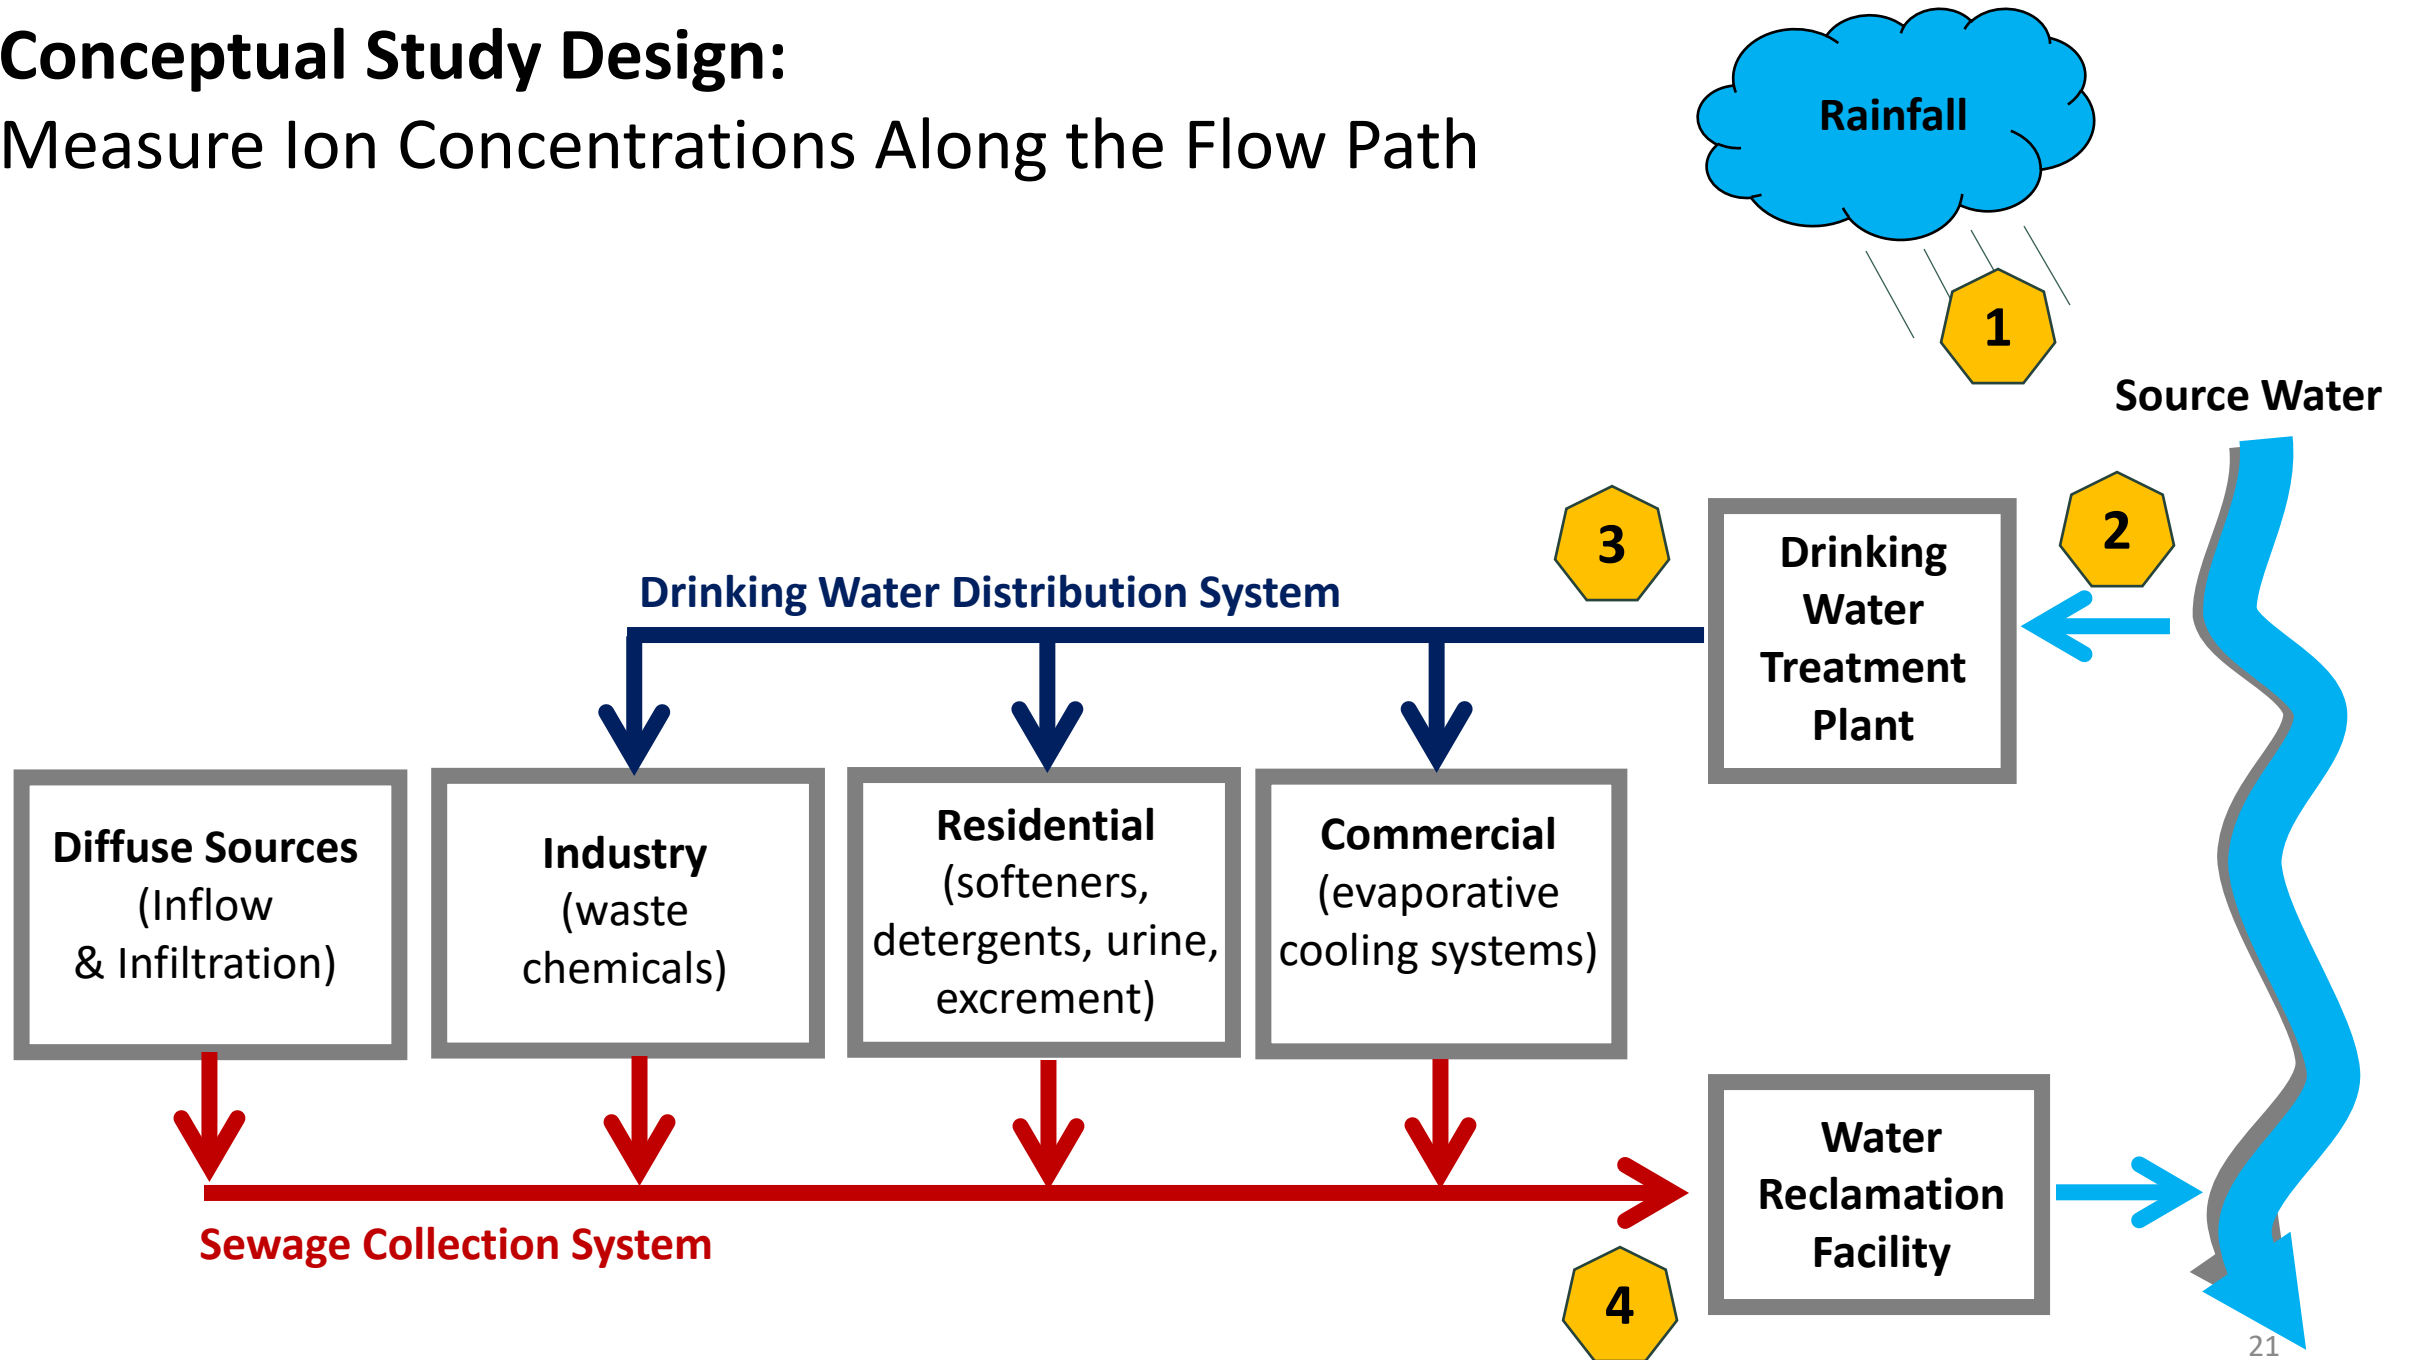 Conceptual Study Design:
Measure Ion Concentrations Along the Flow Path
Rainfall
1
Source Water
2
3
Drinking
Water
Treatment
Plant
Drinking Water Distribution System
Diffuse Sources
(Inflow
& Infiltration)
Industry
(waste
chemicals)
Residential
(softeners,
detergents, urine,
excrement)
Commercial
(evaporative
cooling systems)
Water
Reclamation
Facility
Sewage Collection System
4
21